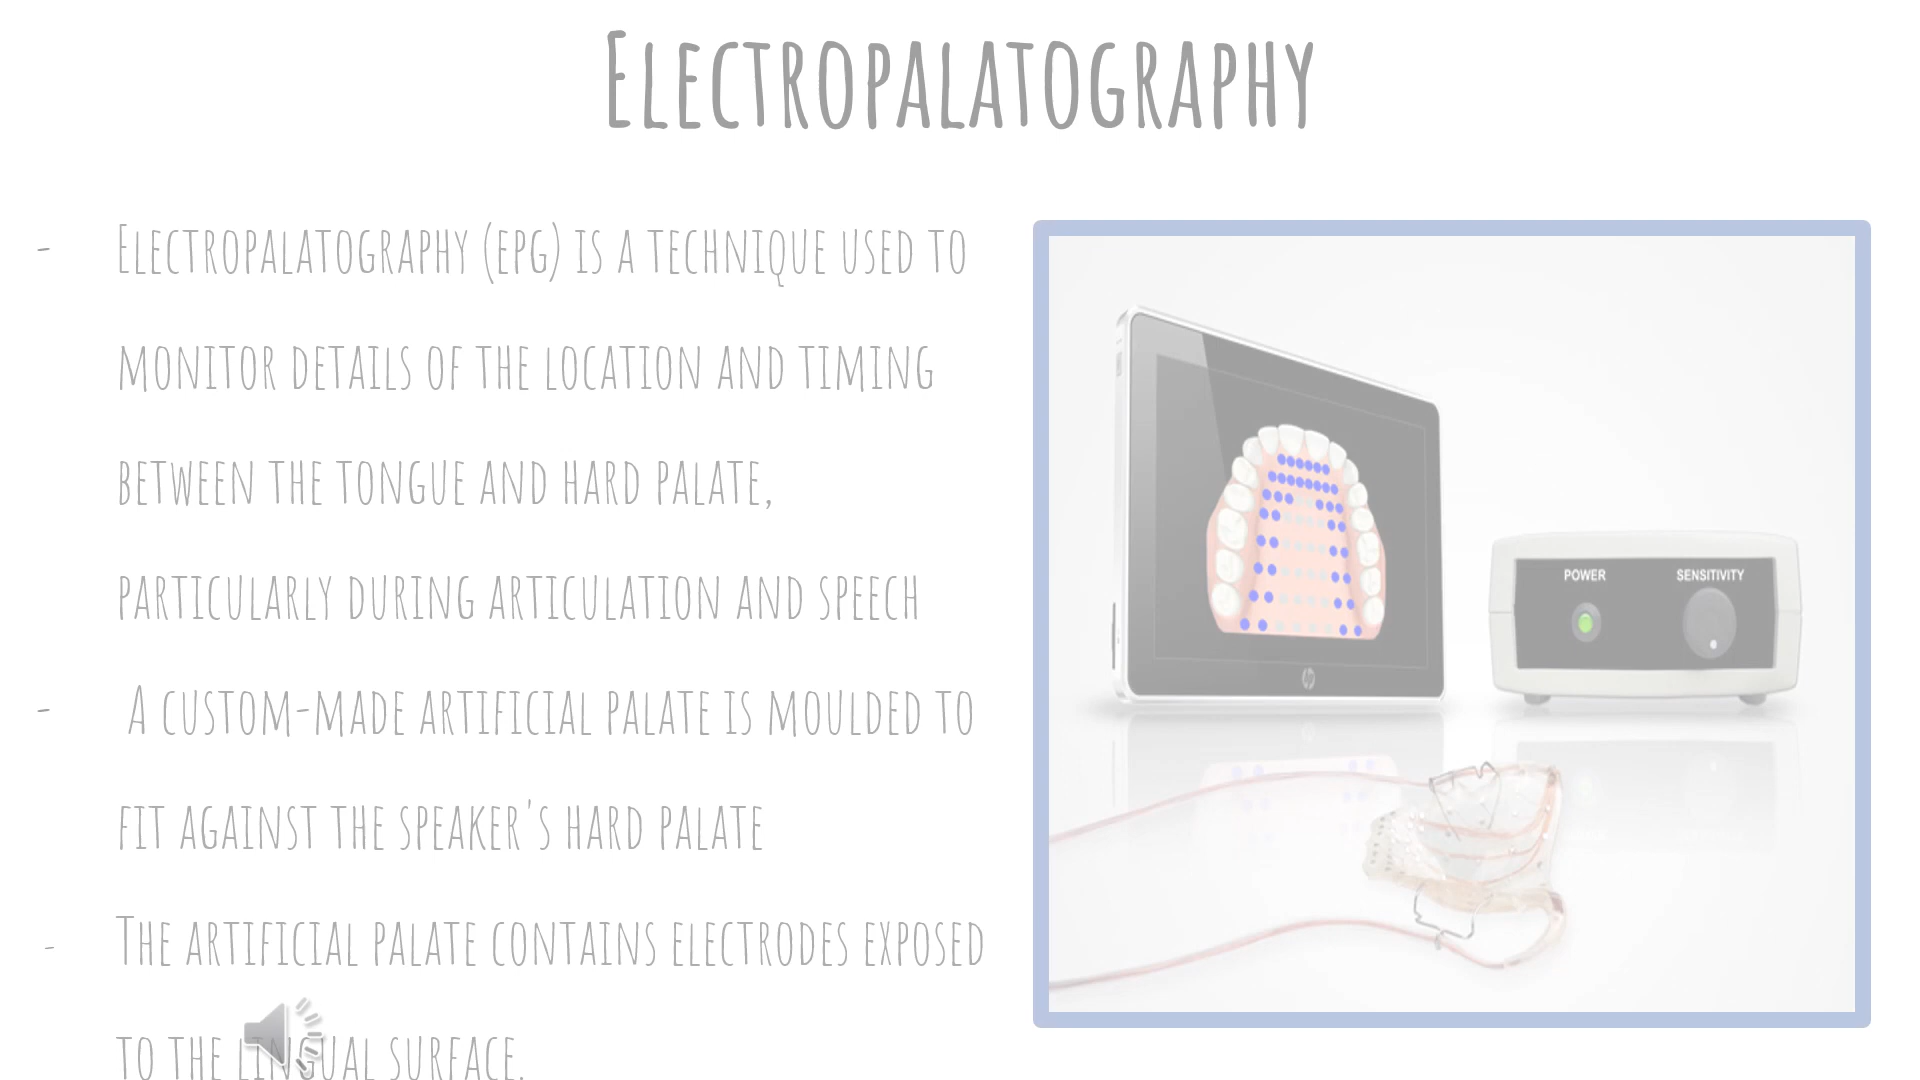 Electropalatography
- Electropalatography (EPG) is a technique used to
monitor details of the location and timing
between the tongue and hard palate,
particularly during articulation and speech
- A custom-made artificial palate is moulded to
fit against the speaker's hard palate
- The artificial palate contains electrodes exposed
to the lingual surface.
POWER SENSITIVITY
hp